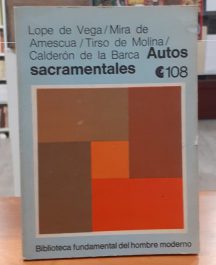 Lope de Vega/Mira de
Amescua/Tirso de Molina/
Calderón de la Barca Autos
sacramentales 108
Biblioteca fundamental del hombre moderno